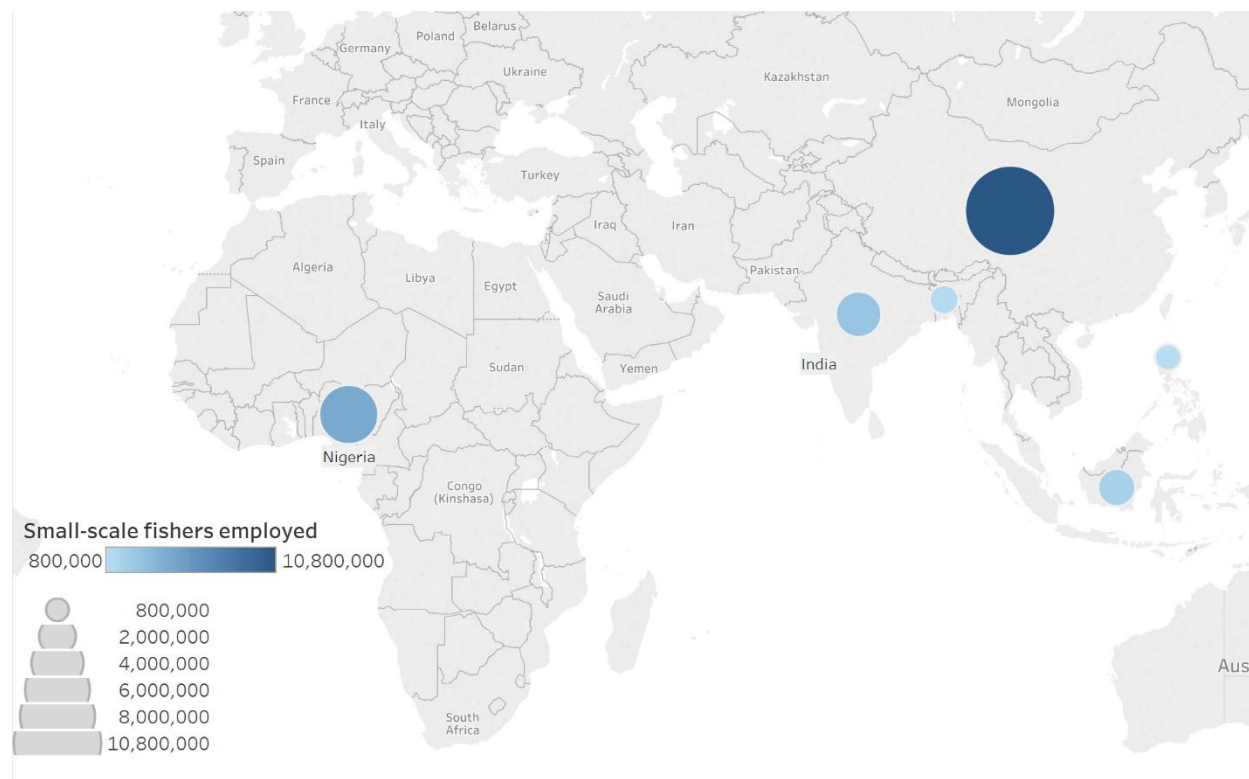 Belarus
Poland
Germany
Ukraine
Kazakhstan
France
Mongolia
Italy
Spain
Turkey
Iraq
Iran
Algeria
Libya
Egypt
Pakistan
Saudi
Arabia
India
Sudan
Yemen
Nigeria
Congo
(Kinshasa)
Small-scale fishers employed
800,000 10,800,000
800,000
2,000,000
4,000,000
6,000,000
8,000,000
10,800,000
Aus
South
Africa